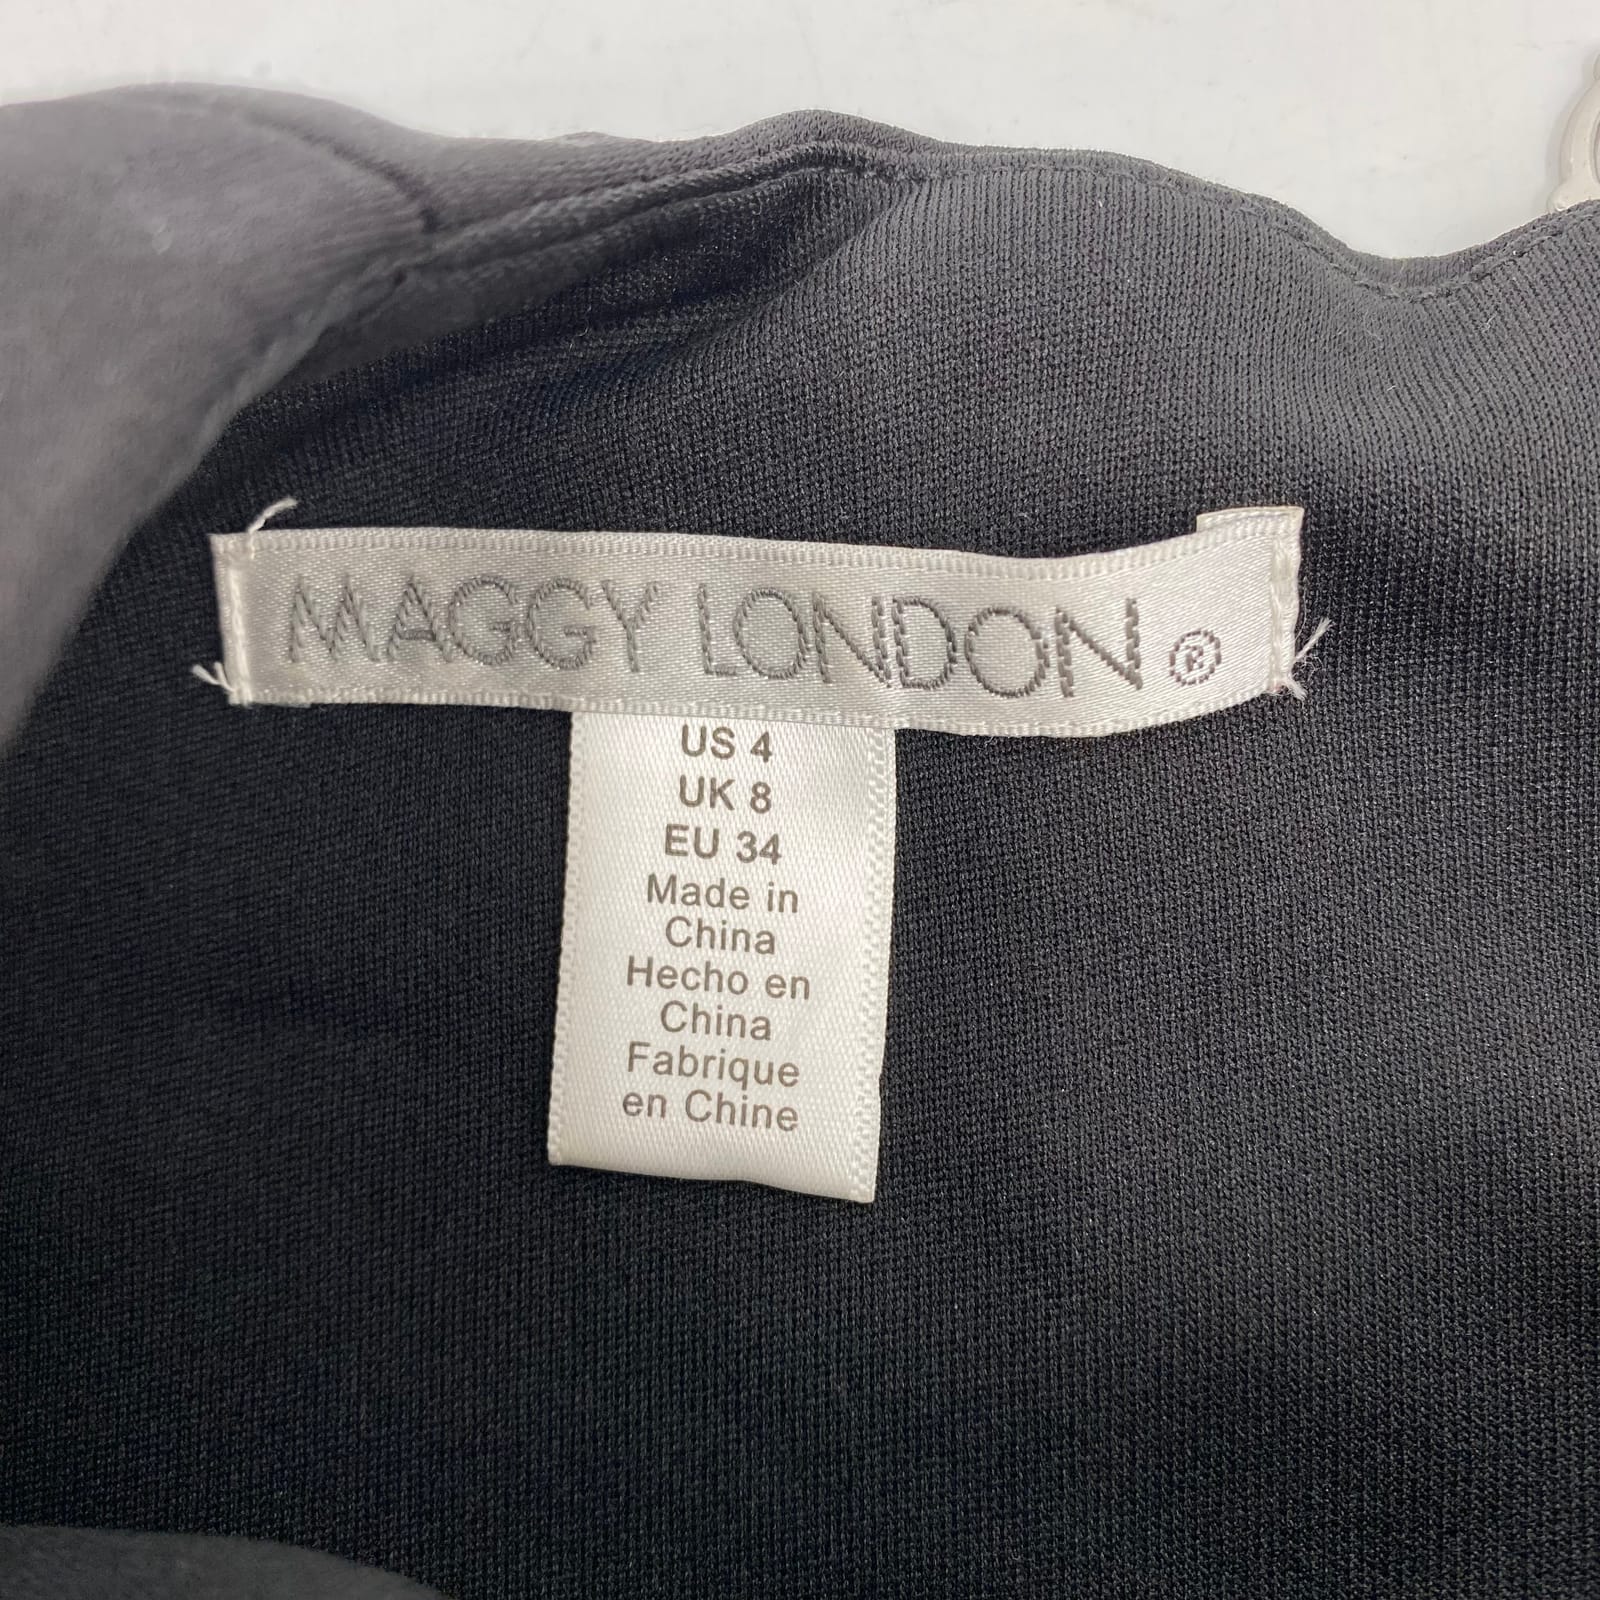 MAGGY LONDON ®
US 4
UK 8
EU 34
Made in
China
Hecho en
China
Fabrique
en Chine